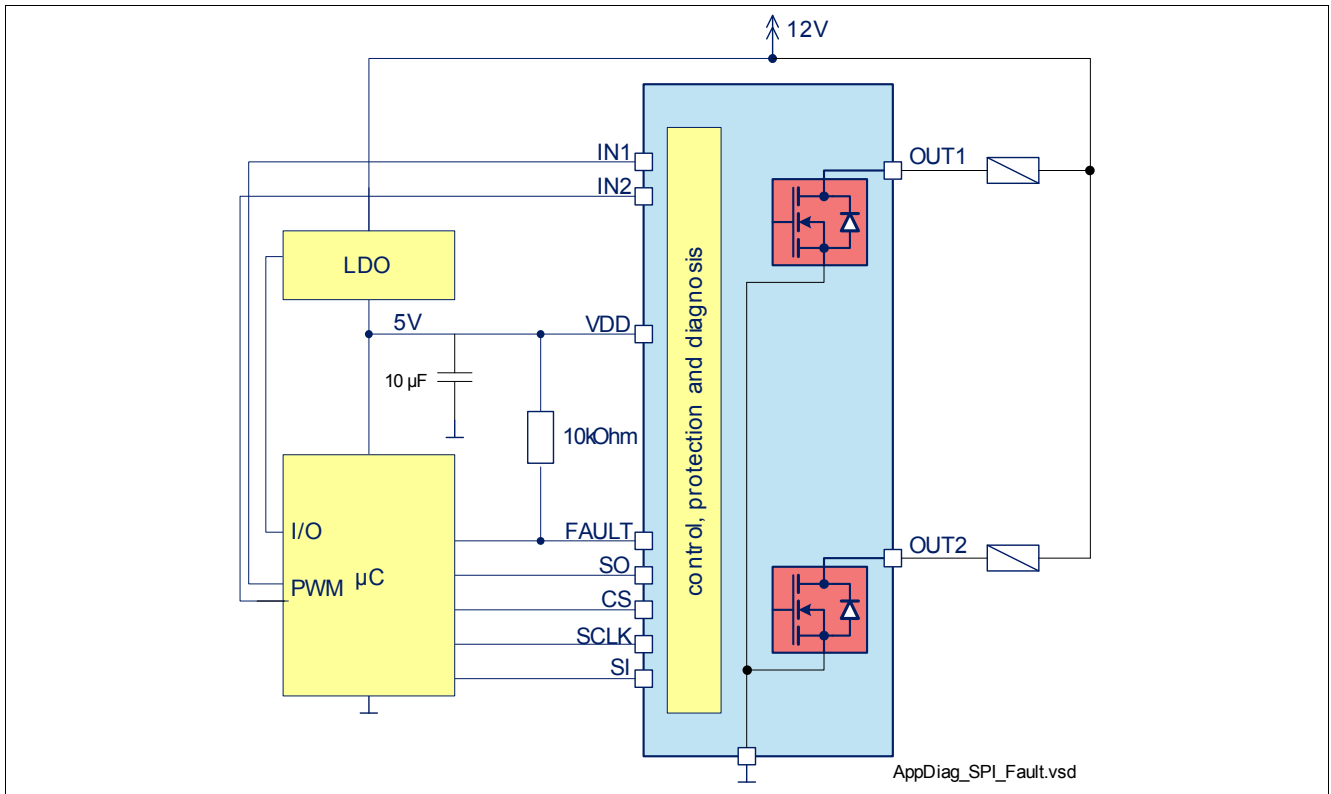 12V
IN1
OUT1
IN2
LDO
5V
VDD
10 µF
10kOhm
control, protection and diagnosis
I/O
FAULT
OUT2
SO
PWM
µC
CS
SCLK
SI
AppDiag_SPI_Fault.vsd